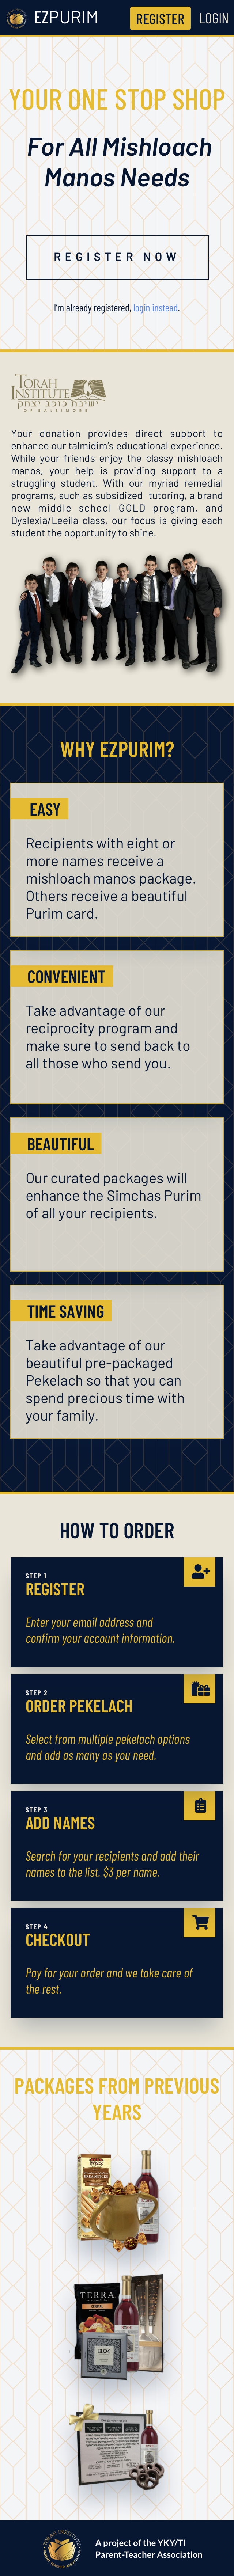 EZPURIM
REGISTER
LOGIN
YOUR ONE STOP SHOP
For All Mishloach
Manos Needs
REGISTER NOW
I'm already registered, login instead.
TORAH
INSTITUTE
ישיבת כוכב יצחק
OF BALTIMORE
Your donation provides direct support to
enhance our talmidim's educational experience.
While your friends enjoy the classy mishloach
manos, your help is providing support to a
struggling student. With our myriad remedial
programs, such as subsidized tutoring, a brand
new middle school GOLD program, and
Dyslexia/Leeila class, our focus is giving each
student the opportunity to shine.
WHY EZPURIM?
EASY
Recipients with eight or
more names receive a
mishloach manos package.
Others receive a beautiful
Purim card.
CONVENIENT
Take advantage of our
reciprocity program and
make sure to send back to
all those who send you.
BEAUTIFUL
Our curated packages will
enhance the Simchas Purim
of all your recipients.
TIME SAVING
Take advantage of our
beautiful pre-packaged
Pekelach so that you can
spend precious time with
your family.
HOW TO ORDER
STEP 1
REGISTER
Enter your email address and
confirm your account information.
STEP 2
ORDER PEKELACH
Select from multiple pekelach options
and add as many as you need.
STEP 3
ADD NAMES
Search for your recipients and add their
names to the list. $3 per name.
STEP 4
CHECKOUT
Pay for your order and we take care of
the rest.
PACKAGES FROM PREVIOUS
YEARS
TERRA
A project of the YKY/TI
Parent-Teacher Association